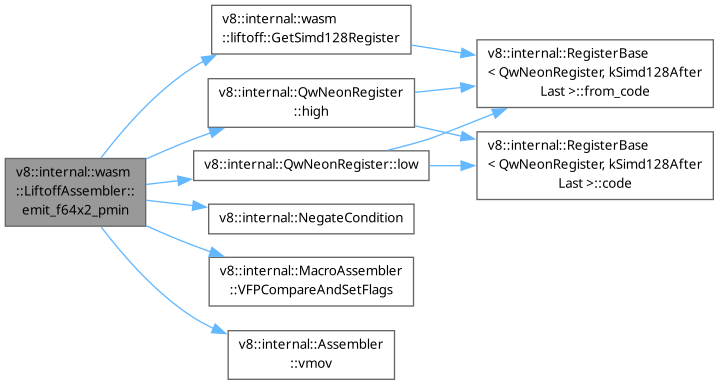 v8::internal::wasm
::LiftoffAssembler::
emit_f64x2_pmin
v8::internal::wasm
::liftoff::GetSimd128Register
v8::internal::QwNeonRegister
::high
v8::internal::QwNeonRegister::low
v8::internal::NegateCondition
v8::internal::MacroAssembler
::VFPCompareAndSetFlags
v8::internal::Assembler
::vmov
v8::internal::RegisterBase
< QwNeonRegister, kSimd128After
Last >::from_code
v8::internal::RegisterBase
< QwNeonRegister, kSimd128After
Last >::code